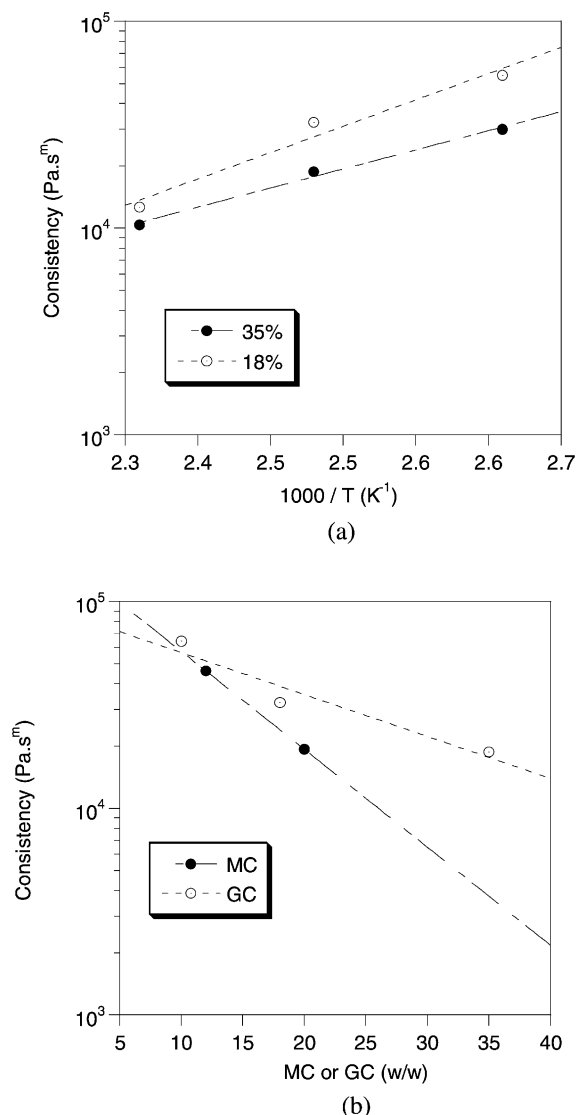 10^5
Consistency (Pa.s^m)
10^4
35%
18%
10^3
2.3 2.4 2.5 2.5 2.6 2.6 2.7
1000 / T (K^-1)
(a)
10^5
Consistency (Pa.s^m)
10^4
MC
GC
10^3
5 10 15 20 25 30 35 40
MC or GC (w/w)
(b)